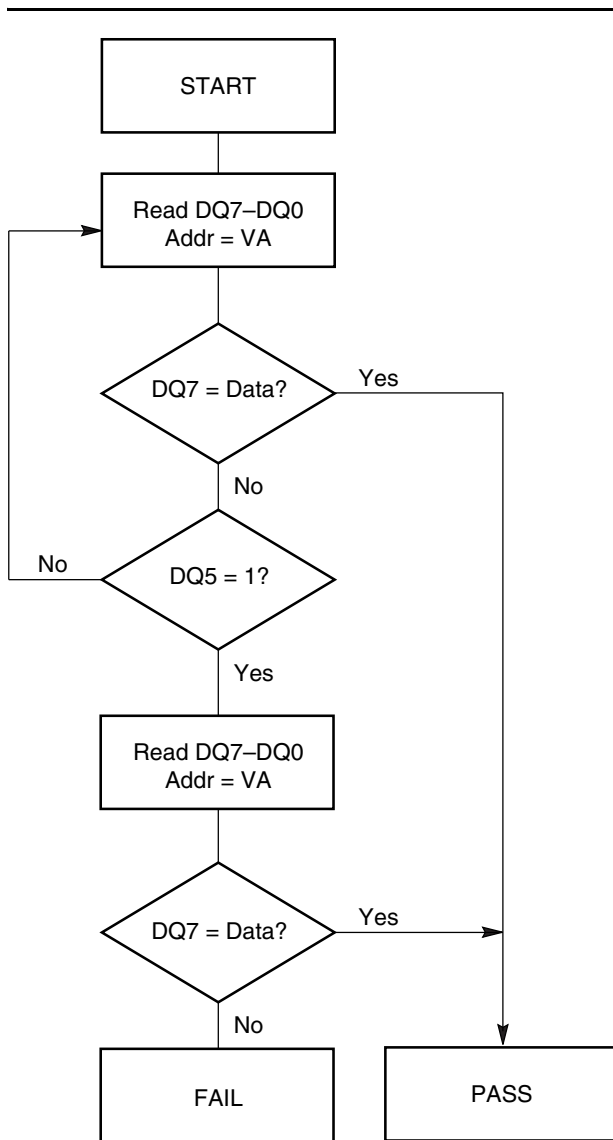 START
Read DQ7–DQ0
Addr = VA
DQ7 = Data?
Yes
No
No
DQ5 = 1?
Yes
Read DQ7–DQ0
Addr = VA
DQ7 = Data?
Yes
No
FAIL
PASS